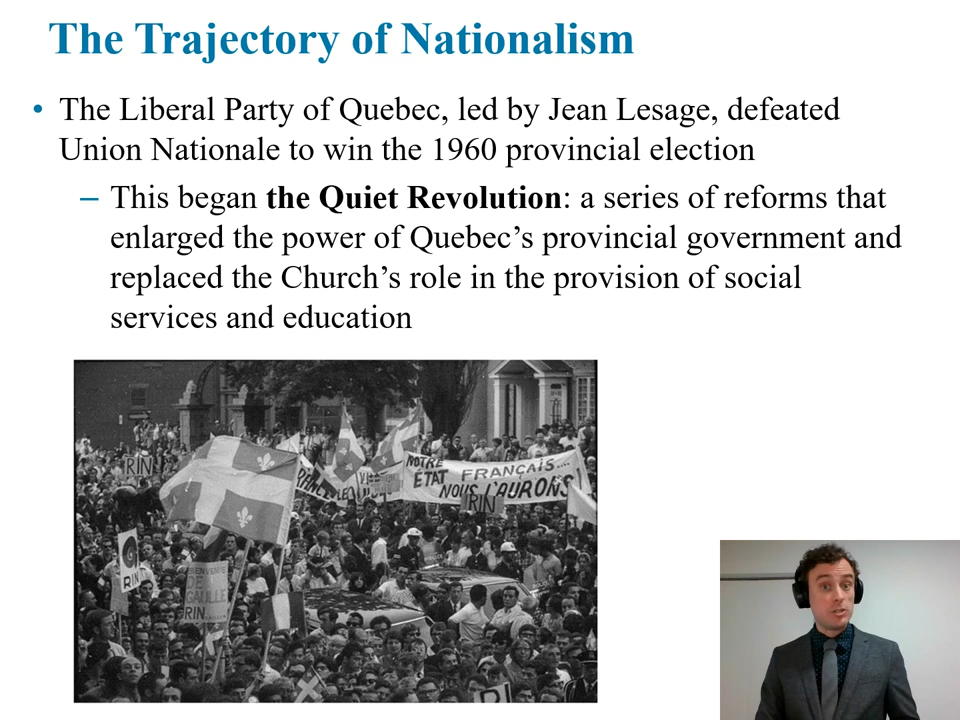 The Trajectory of Nationalism
• The Liberal Party of Quebec, led by Jean Lesage, defeated
Union Nationale to win the 1960 provincial election
– This began the Quiet Revolution: a series of reforms that
enlarged the power of Quebec’s provincial government and
replaced the Church’s role in the provision of social
services and education
RIN
NOTRE
ÉTAT FRANÇAIS....
NOUS L'AURONS
RIN
RIN
DE
GAULLE
RIN